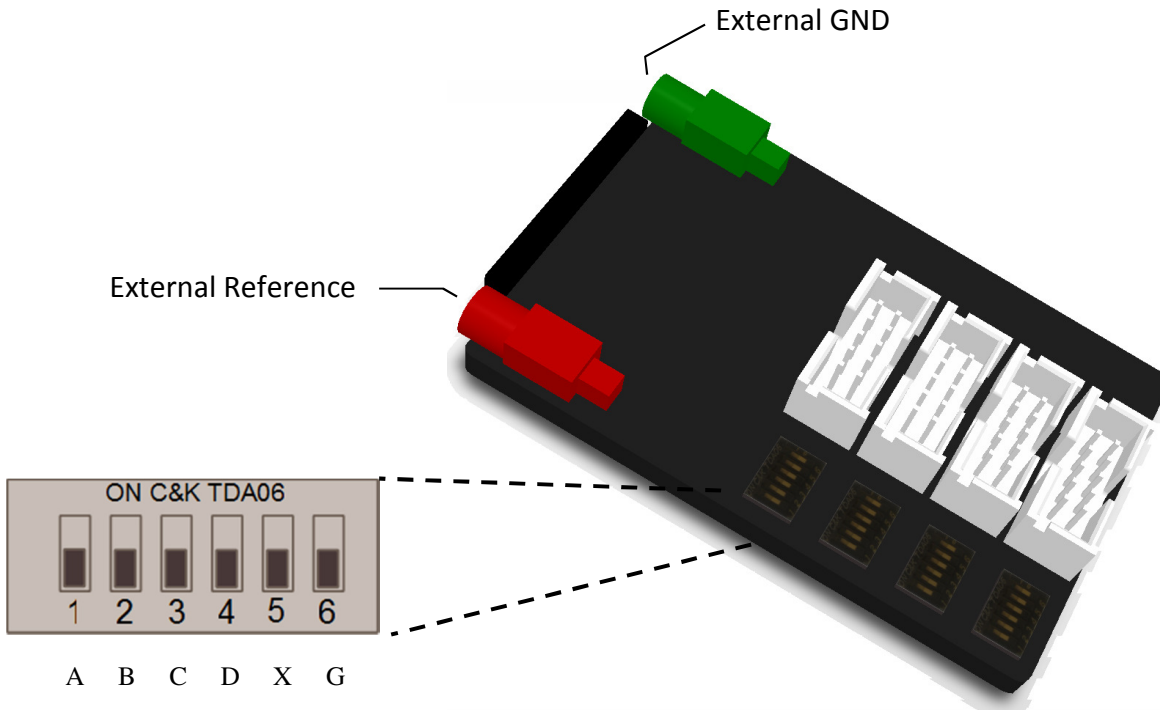 External GND
External Reference
ON C&K TDA06
1 2 3 4 5 6
A B C D X G